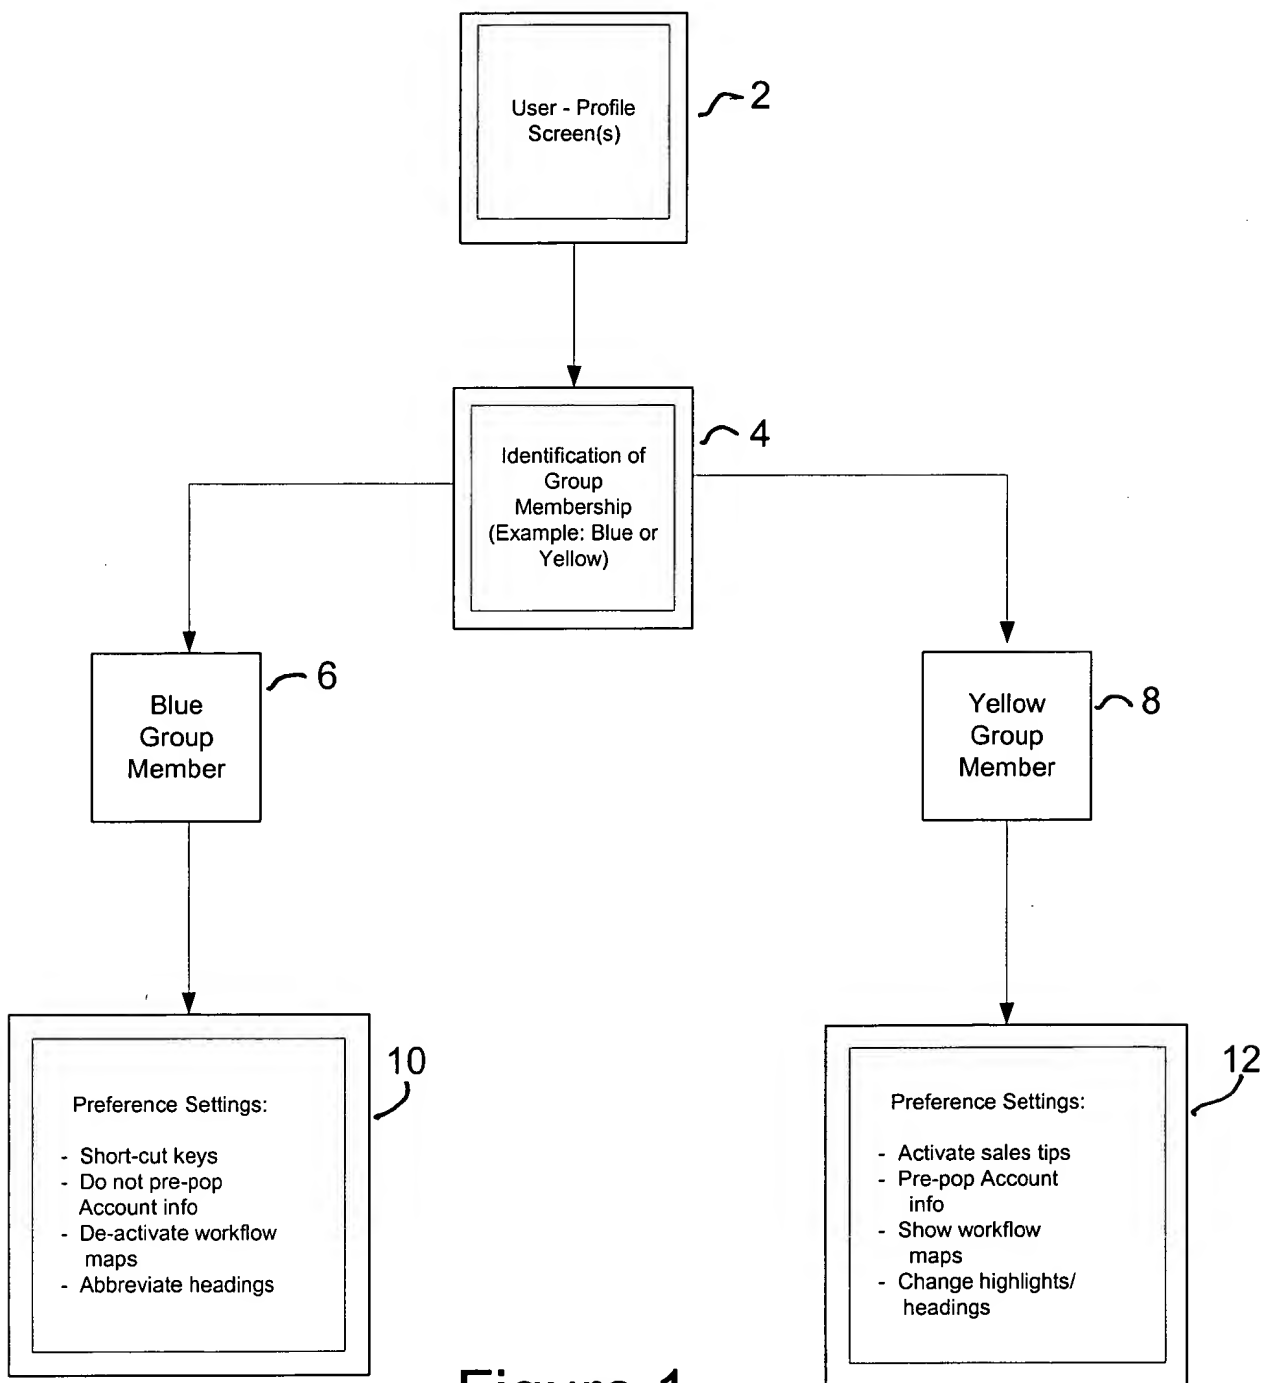 User - Profile
Screen(s)
2
Identification of
Group
Membership
(Example: Blue or
Yellow)
4
Blue
Group
Member
6
Yellow
Group
Member
8
Preference Settings:
- Short-cut keys
- Do not pre-pop
Account info
- De-activate workflow
maps
- Abbreviate headings
10
Preference Settings:
- Activate sales tips
- Pre-pop Account
info
- Show workflow
maps
- Change highlights/
headings
12
Figure 1